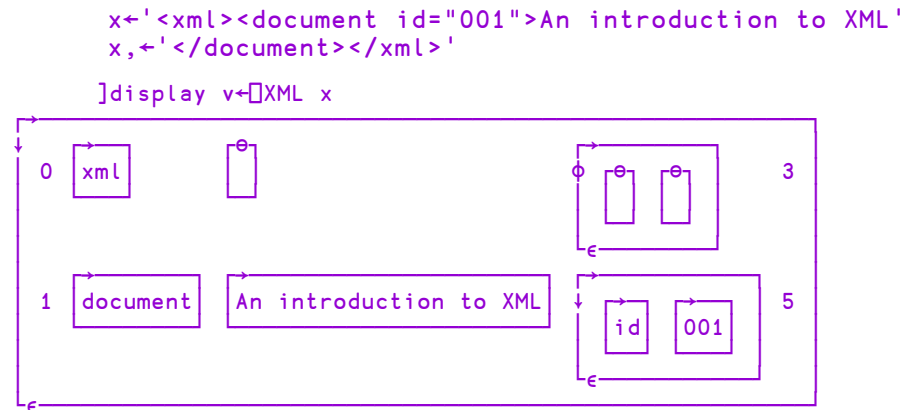 x←'<xml><document id="001">An introduction to XML'
x,←'</document></xml>'
]display v←⎕XML x
┌→────────────────────────────────────────────────────────┐
↓   ┌→──┐       ┌⊖┐                      ┌→────────┐      │
│ 0 │xml│       │ │                      ⌽ ┌⊖┐ ┌⊖┐ │    3 │
│   └───┘       └─┘                      │ │ │ │ │ │      │
│                                        │ └─┘ └─┘ │      │
│                                        └∊────────┘      │
│   ┌→───────┐ ┌→─────────────────────┐ ┌→───────────┐    │
│ 1 │document│ │An introduction to XML│ ↓ ┌→─┐ ┌→──┐ │  5 │
│   └────────┘ └──────────────────────┘ │ │id│ │001│ │    │
│                                       │ └──┘ └───┘ │    │
│                                       └∊───────────┘    │
└∊────────────────────────────────────────────────────────┘